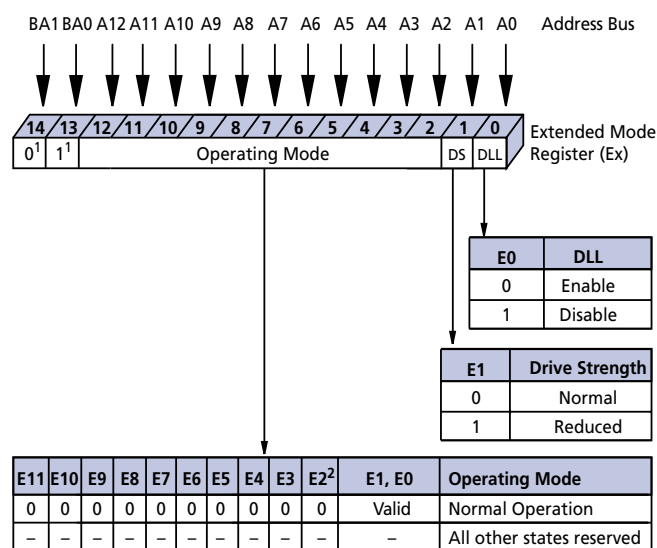 BA1 BA0 A12 A11 A10 A9 A8 A7 A6 A5 A4 A3 A2 A1 A0 Address Bus
14 13 12 11 10 9 8 7 6 5 4 3 2 1 0
Extended Mode
Register (Ex)
0¹ 1¹ Operating Mode DS DLL
E0 DLL
0 Enable
1 Disable
E1 Drive Strength
0 Normal
1 Reduced
E11 E10 E9 E8 E7 E6 E5 E4 E3 E2² E1, E0 Operating Mode
0 0 0 0 0 0 0 0 0 0 Valid Normal Operation
– – – – – – – – – – – All other states reserved